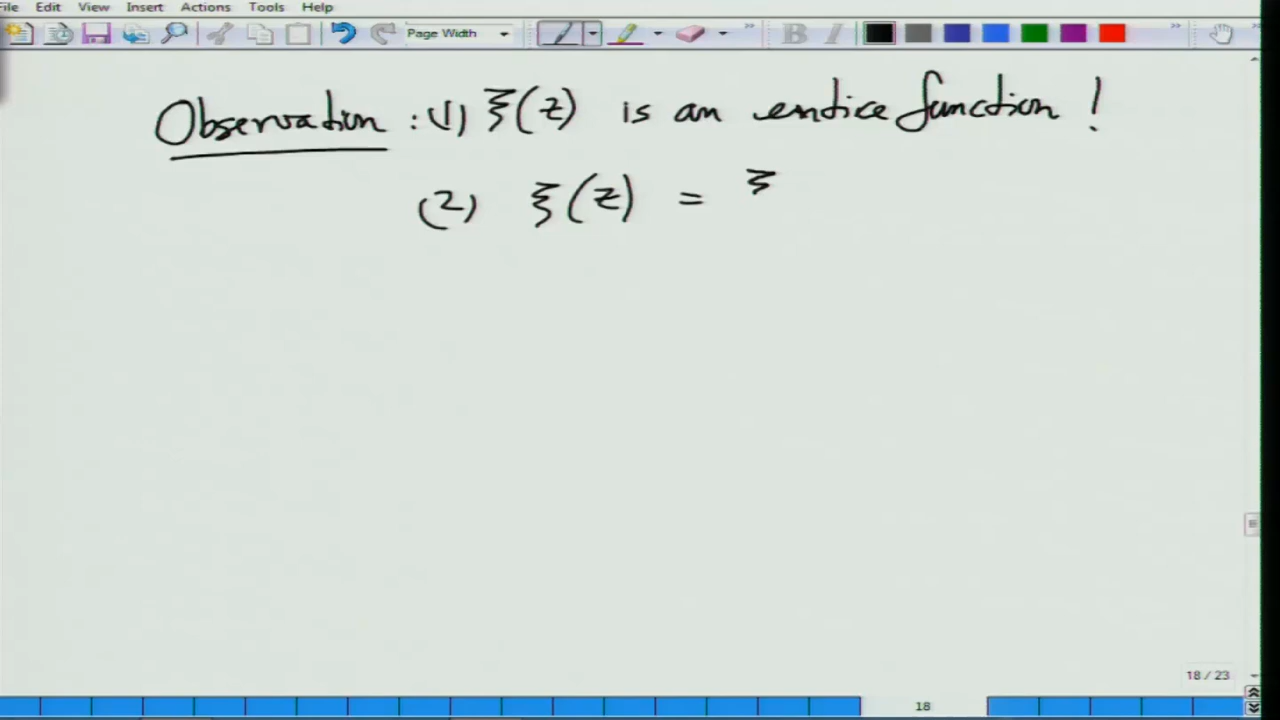 File Edit View Insert Actions Tools Help
Page Width
B I
Observation : (1) ξ(z) is an entire function !
(2) ξ(z) = ξ
18 / 23
18